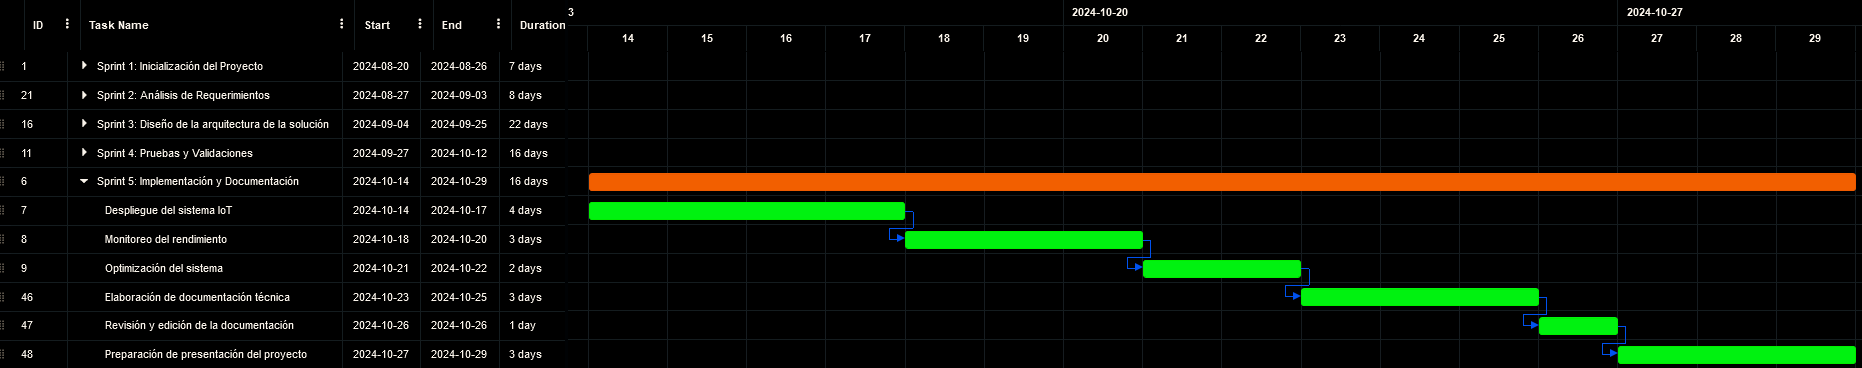 3 2024-10-20 2024-10-27
ID Task Name Start End Duration
14 15 16 17 18 19 20 21 22 23 24 25 26 27 28 29
1 Sprint 1: Inicialización del Proyecto 2024-08-20 2024-08-26 7 days
21 Sprint 2: Análisis de Requerimientos 2024-08-27 2024-09-03 8 days
16 Sprint 3: Diseño de la arquitectura de la solución 2024-09-04 2024-09-25 22 days
11 Sprint 4: Pruebas y Validaciones 2024-09-27 2024-10-12 16 days
6 Sprint 5: Implementación y Documentación 2024-10-14 2024-10-29 16 days
7 Despliegue del sistema IoT 2024-10-14 2024-10-17 4 days
8 Monitoreo del rendimiento 2024-10-18 2024-10-20 3 days
9 Optimización del sistema 2024-10-21 2024-10-22 2 days
46 Elaboración de documentación técnica 2024-10-23 2024-10-25 3 days
47 Revisión y edición de la documentación 2024-10-26 2024-10-26 1 day
48 Preparación de presentación del proyecto 2024-10-27 2024-10-29 3 days